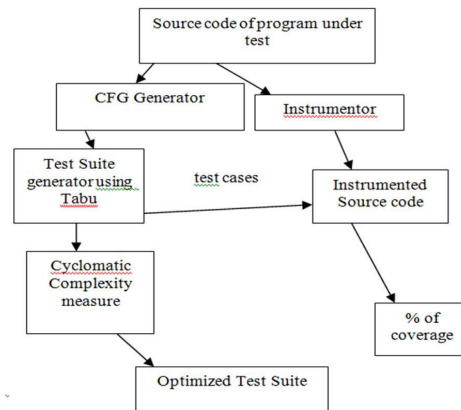 Source code of program under
test
CFG Generator
Instrumentor
Test Suite
generator using
Tabu
test cases
Instrumented
Source code
Cyclomatic
Complexity
measure
% of
coverage
Optimized Test Suite